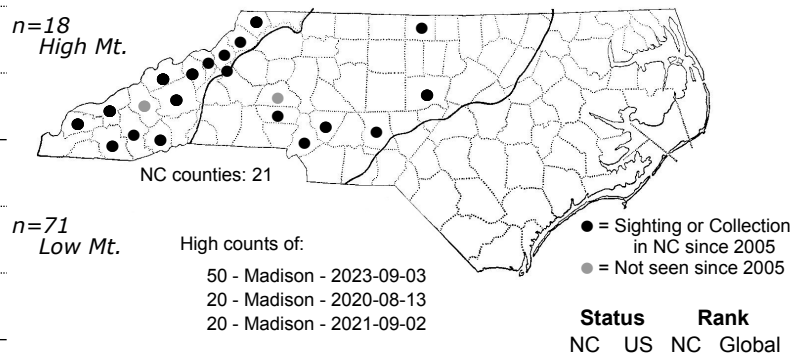 n=18
High Mt.
NC counties: 21
n=71
Low Mt.
High counts of:
50 - Madison - 2023-09-03
20 - Madison - 2020-08-13
20 - Madison - 2021-09-02
= Sighting or Collection
in NC since 2005
= Not seen since 2005
Status Rank
NC US NC Global